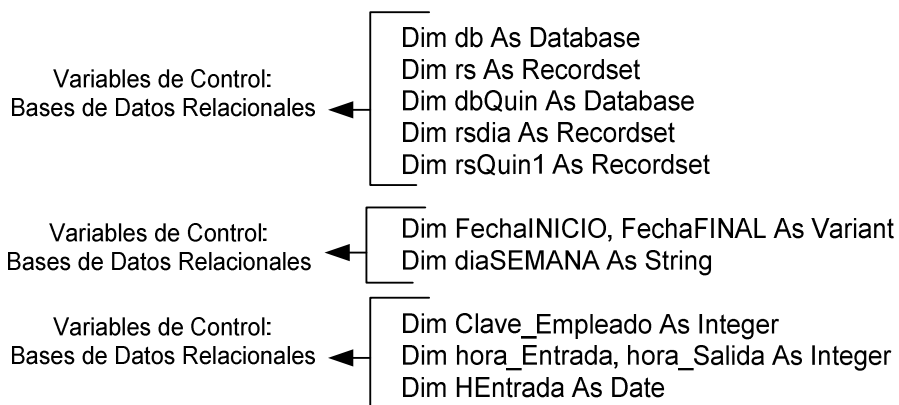 Variables de Control:
Bases de Datos Relacionales
Dim db As Database
Dim rs As Recordset
Dim dbQuin As Database
Dim rsdia As Recordset
Dim rsQuin1 As Recordset
Variables de Control:
Bases de Datos Relacionales
Dim FechaINICIO, FechaFINAL As Variant
Dim diaSEMANA As String
Variables de Control:
Bases de Datos Relacionales
Dim Clave_Empleado As Integer
Dim hora_Entrada, hora_Salida As Integer
Dim HEntrada As Date